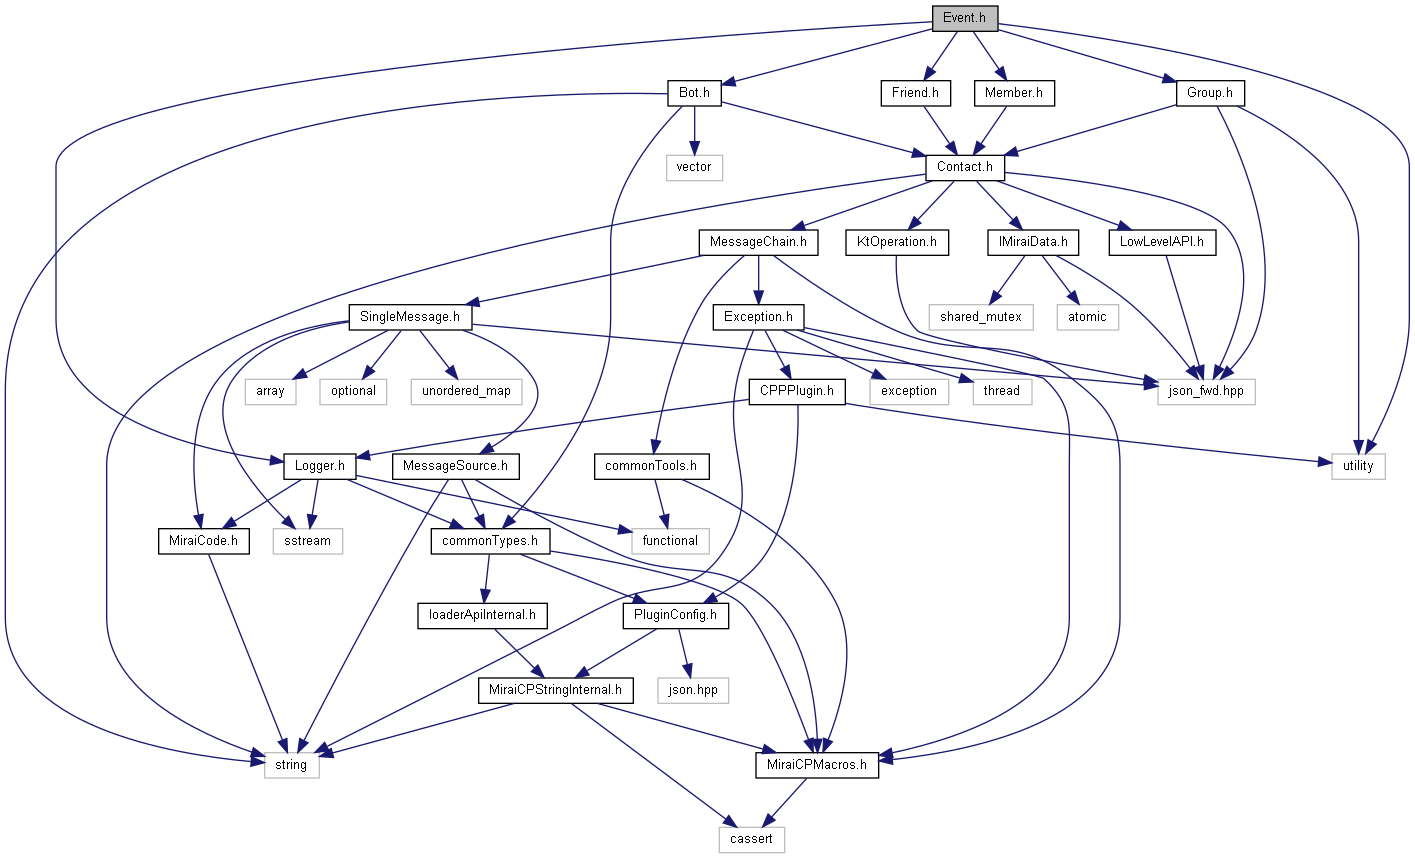 Event.h
Bot.h
Friend.h
Member.h
Group.h
vector
Contact.h
MessageChain.h
KtOperation.h
IMiraiData.h
LowLevelAPI.h
SingleMessage.h
Exception.h
shared_mutex
atomic
array
optional
unordered_map
CPPPlugin.h
exception
thread
json_fwd.hpp
Logger.h
MessageSource.h
commonTools.h
utility
MiraiCode.h
sstream
commonTypes.h
functional
loaderApiInternal.h
PluginConfig.h
MiraiCPStringInternal.h
json.hpp
string
MiraiCPMacros.h
cassert